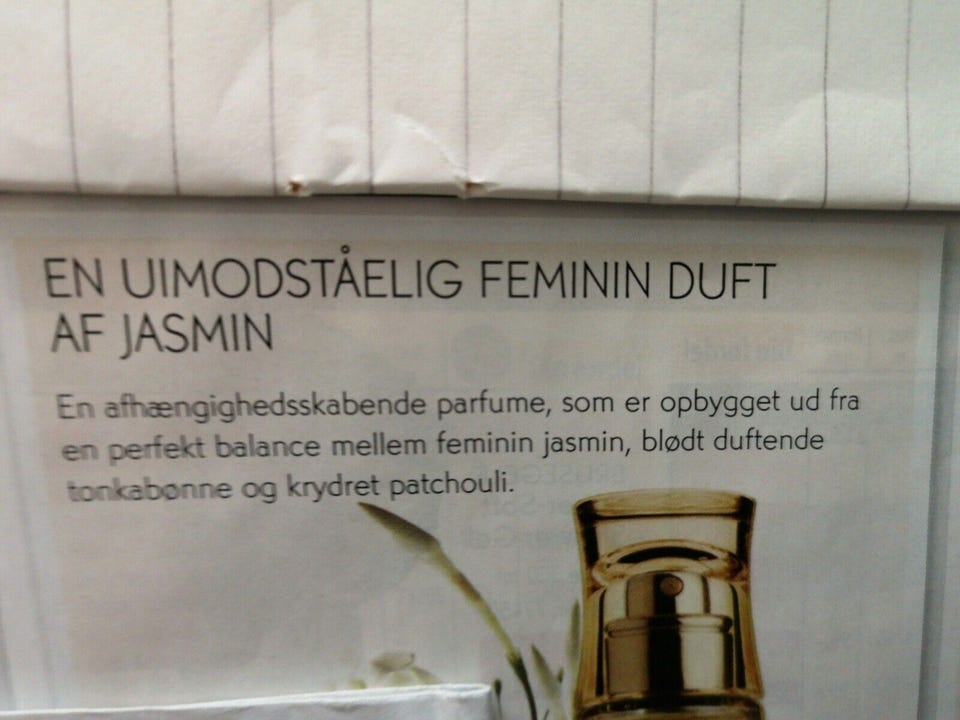 EN UIMODSTÅELIG FEMININ DUFT
AF JASMIN
En afhængighedsskabende parfume, som er opbygget ud fra
en perfekt balance mellem feminin jasmin, blødt duftende
tonkabønne og krydret patchouli.